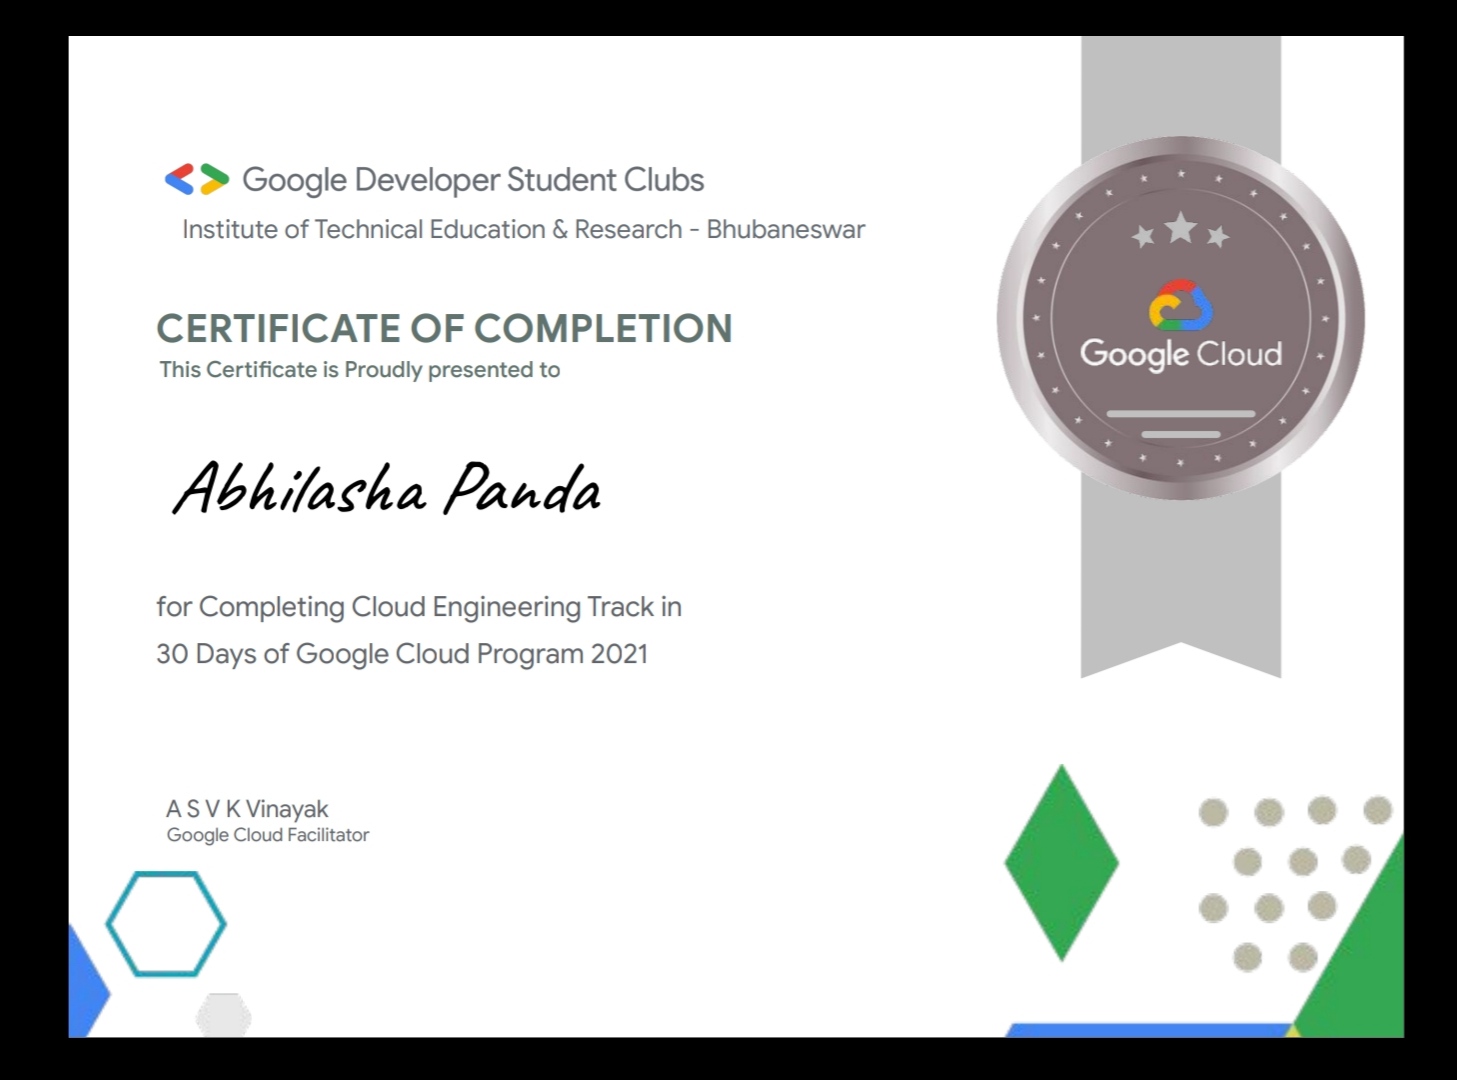 Google Developer Student Clubs
Institute of Technical Education & Research - Bhubaneswar
CERTIFICATE OF COMPLETION
This Certificate is Proudly presented to
Abhilasha Panda
for Completing Cloud Engineering Track in
30 Days of Google Cloud Program 2021
A S V K Vinayak
Google Cloud Facilitator
Google Cloud